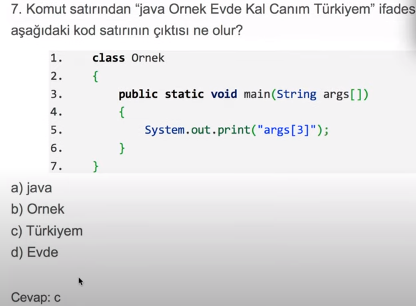 7. Komut satırından "java Ornek Evde Kal Canım Türkiyem" ifades
aşağıdaki kod satırının çıktısı ne olur?
1. class Ornek
2. {
3. public static void main(String args[])
4. {
5. System.out.print("args[3]");
6. }
7. }
a) java
b) Ornek
c) Türkiyem
d) Evde
Cevap: c